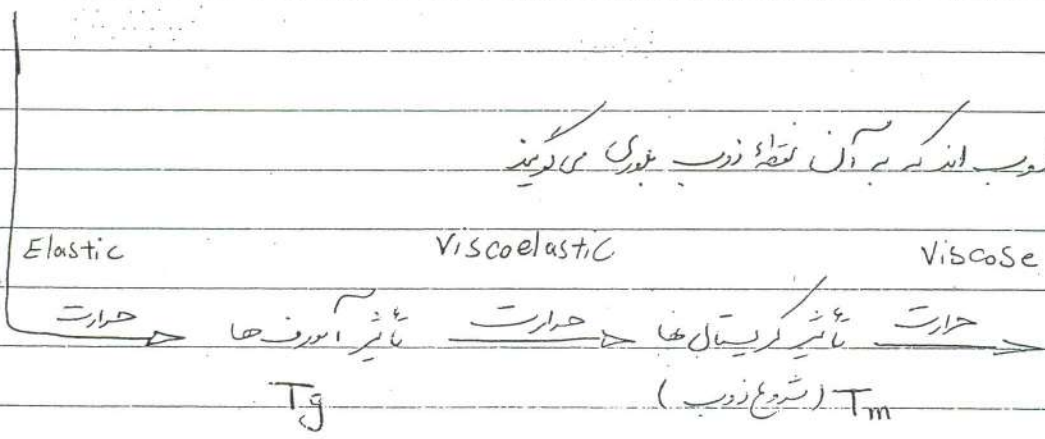 اند که به آن نقطهٔ ذوب بلوری می‌گویند
Elastic Viscoelastic Viscose
حرارت تأثیر آمورف‌ها حرارت تأثیر کریستال‌ها حرارت
Tg Tm (شروع ذوب)